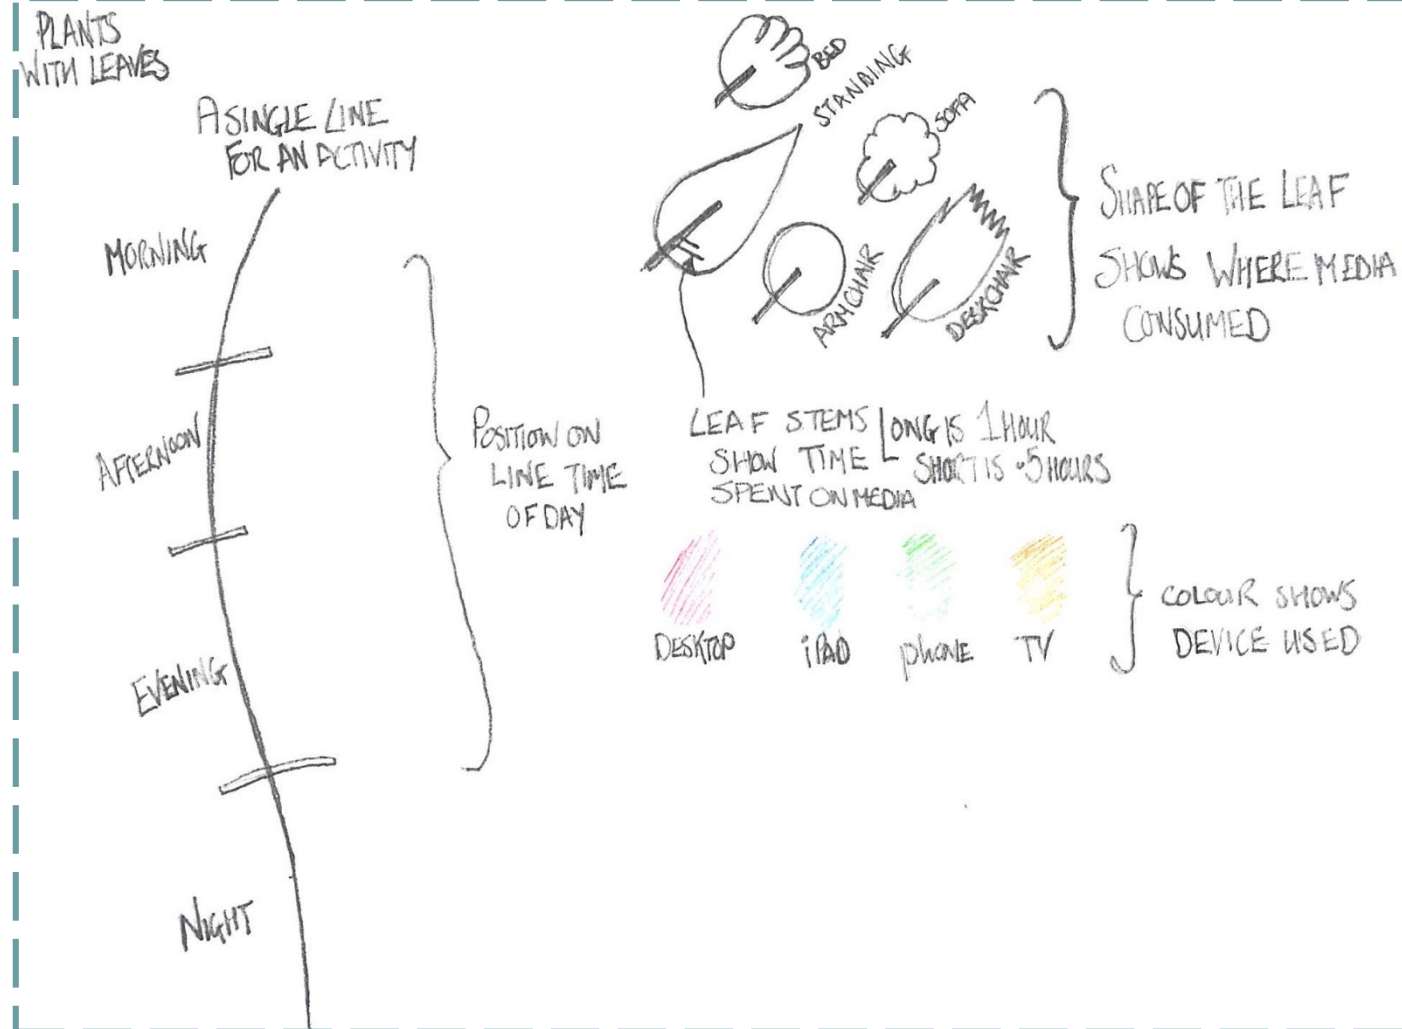 PLANTS
WITH LEAVES
A SINGLE LINE
FOR AN ACTIVITY
MORNING
AFTERNOON
EVENING
NIGHT
POSITION ON
LINE TIME
OF DAY
BED
STANDING
SOFA
ARMCHAIR
DESKCHAIR
SHAPE OF THE LEAF
SHOWS WHERE MEDIA
CONSUMED
LEAF STEMS
SHOW TIME
SPENT ON MEDIA
LONG IS 1 HOUR
SHORT IS .5 HOURS
DESKTOP
iPAD
phONE
TV
COLOUR SHOWS
DEVICE USED